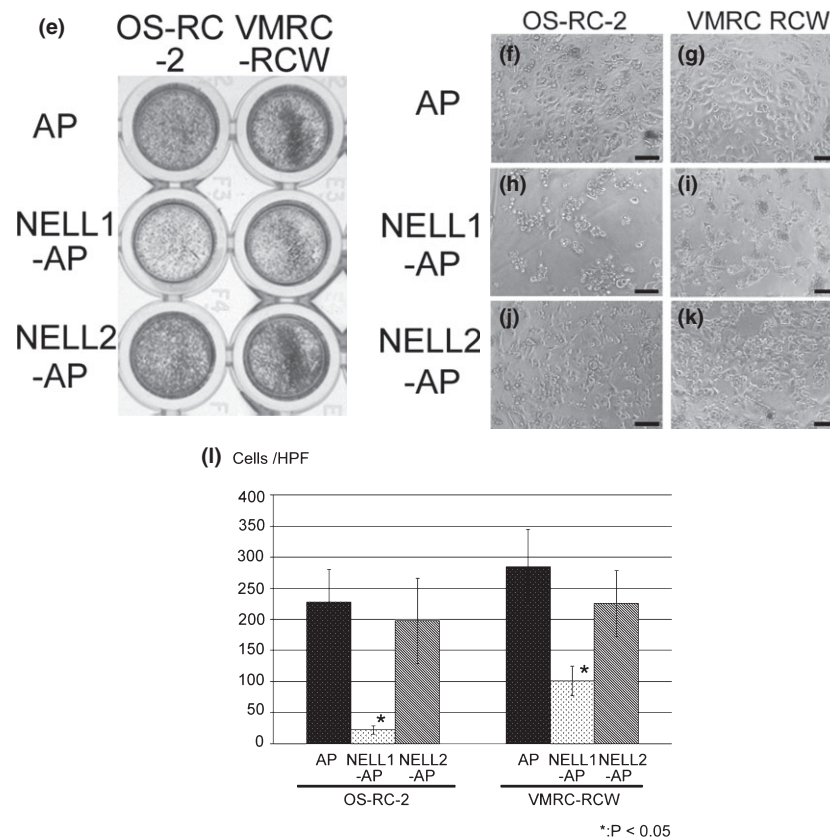 (e)
OS-RC
-2
VMRC
-RCW
AP
NELL1
-AP
NELL2
-AP
OS-RC-2
VMRC RCW
AP
NELL1
-AP
NELL2
-AP
(f)
(g)
(h)
(i)
(j)
(k)
(l) Cells /HPF
400
350
300
250
200
150
100
50
0
AP
NELL1
-AP
NELL2
-AP
AP
NELL1
-AP
NELL2
-AP
OS-RC-2
VMRC-RCW
*
*
*:P < 0.05